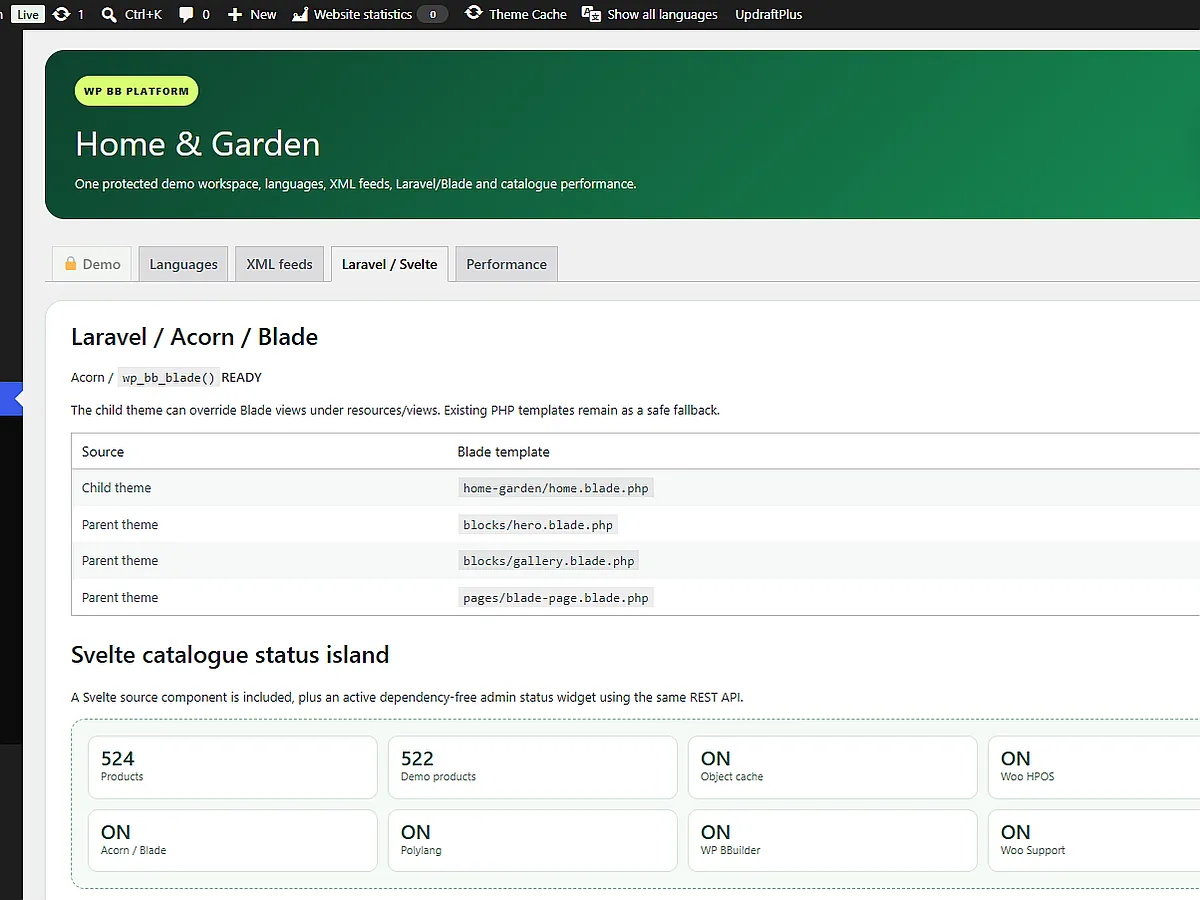 Live 1 Ctrl+K 0 New Website statistics 0 Theme Cache Show all languages UpdraftPlus
WP BB PLATFORM
Home & Garden
One protected demo workspace, languages, XML feeds, Laravel/Blade and catalogue performance.
Demo Languages XML feeds Laravel / Svelte Performance
Laravel / Acorn / Blade
Acorn / wp_bb_blade() READY
The child theme can override Blade views under resources/views. Existing PHP templates remain as a safe fallback.
Source Blade template
Child theme home-garden/home.blade.php
Parent theme blocks/hero.blade.php
Parent theme blocks/gallery.blade.php
Parent theme pages/blade-page.blade.php
Svelte catalogue status island
A Svelte source component is included, plus an active dependency-free admin status widget using the same REST API.
524 522 ON ON
Products Demo products Object cache Woo HPOS
ON ON ON ON
Acorn / Blade Polylang WP BBuilder Woo Support